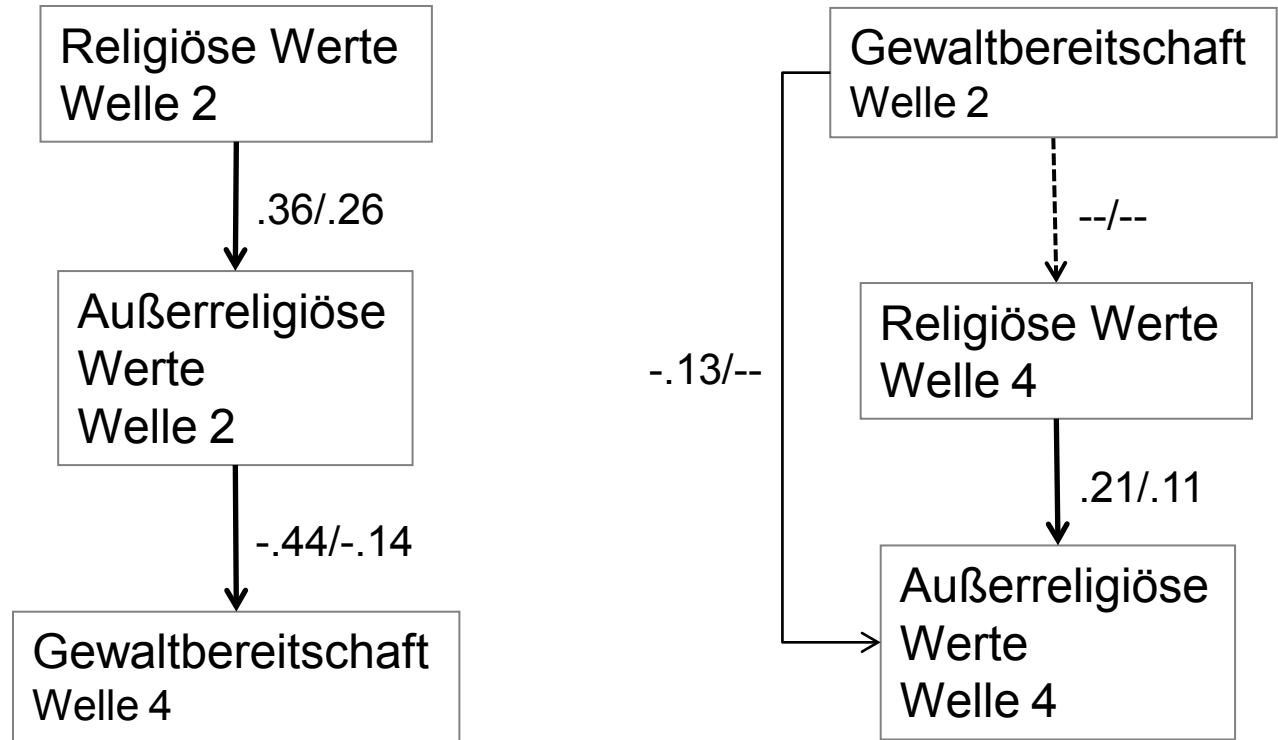 Religiöse Werte
Welle 2
.36/.26
Außerreligiöse
Werte
Welle 2
-.44/-.14
Gewaltbereitschaft
Welle 4
Gewaltbereitschaft
Welle 2
--/--
-.13/--
Religiöse Werte
Welle 4
.21/.11
Außerreligiöse
Werte
Welle 4